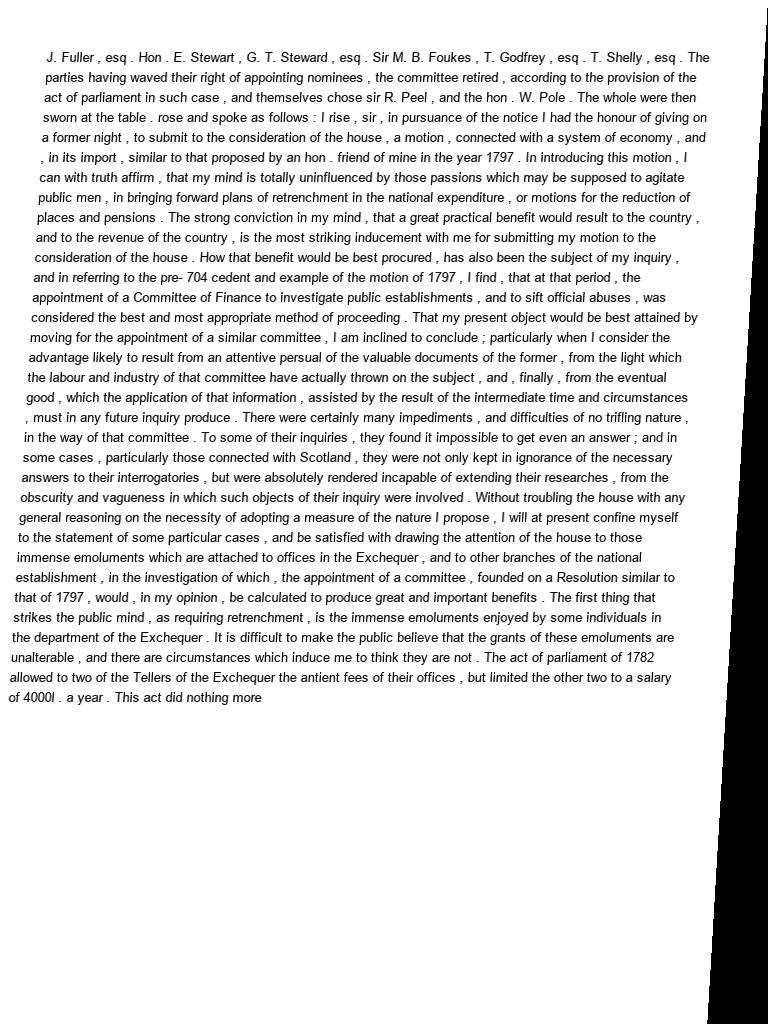 J. Fuller , esq . Hon . E. Stewart , G. T. Steward , esq . Sir M. B. Foukes , T. Godfrey , esq . T. Shelly , esq . The
parties having waved their right of appointing nominees , the committee retired , according to the provision of the
act of parliament in such case , and themselves chose sir R. Peel , and the hon . W. Pole . The whole were then
sworn at the table . rose and spoke as follows : I rise , sir , in pursuance of the notice I had the honour of giving on
a former night , to submit to the consideration of the house , a motion , connected with a system of economy , and
, in its import , similar to that proposed by an hon . friend of mine in the year 1797 . In introducing this motion , I
can with truth affirm , that my mind is totally uninfluenced by those passions which may be supposed to agitate
public men , in bringing forward plans of retrenchment in the national expenditure , or motions for the reduction of
places and pensions . The strong conviction in my mind , that a great practical benefit would result to the country ,
and to the revenue of the country , is the most striking inducement with me for submitting my motion to the
consideration of the house . How that benefit would be best procured , has also been the subject of my inquiry ,
and in referring to the pre- 704 cedent and example of the motion of 1797 , I find , that at that period , the
appointment of a Committee of Finance to investigate public establishments , and to sift official abuses , was
considered the best and most appropriate method of proceeding . That my present object would be best attained by
moving for the appointment of a similar committee , I am inclined to conclude ; particularly when I consider the
advantage likely to result from an attentive persual of the valuable documents of the former , from the light which
the labour and industry of that committee have actually thrown on the subject , and , finally , from the eventual
good , which the application of that information , assisted by the result of the intermediate time and circumstances
, must in any future inquiry produce . There were certainly many impediments , and difficulties of no trifling nature ,
in the way of that committee . To some of their inquiries , they found it impossible to get even an answer ; and in
some cases , particularly those connected with Scotland , they were not only kept in ignorance of the necessary
answers to their interrogatories , but were absolutely rendered incapable of extending their researches , from the
obscurity and vagueness in which such objects of their inquiry were involved . Without troubling the house with any
general reasoning on the necessity of adopting a measure of the nature I propose , I will at present confine myself
to the statement of some particular cases , and be satisfied with drawing the attention of the house to those
immense emoluments which are attached to offices in the Exchequer , and to other branches of the national
establishment , in the investigation of which , the appointment of a committee , founded on a Resolution similar to
that of 1797 , would , in my opinion , be calculated to produce great and important benefits . The first thing that
strikes the public mind , as requiring retrenchment , is the immense emoluments enjoyed by some individuals in
the department of the Exchequer . It is difficult to make the public believe that the grants of these emoluments are
unalterable , and there are circumstances which induce me to think they are not . The act of parliament of 1782
allowed to two of the Tellers of the Exchequer the antient fees of their offices , but limited the other two to a salary
of 4000l . a year . This act did nothing more